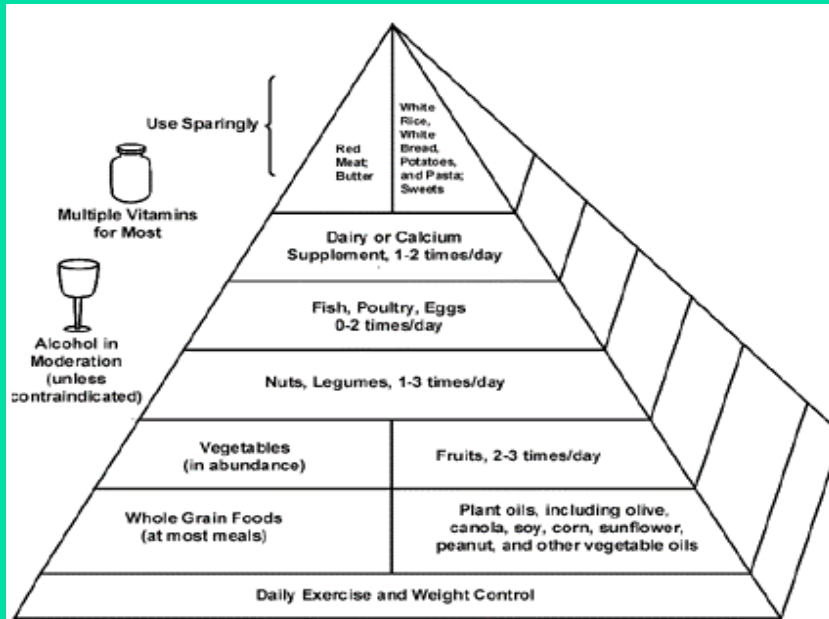 Use Sparingly
Red
Meat;
Butter
White
Rice,
White
Bread,
Potatoes,
and Pasta;
Sweets
Multiple Vitamins
for Most
Dairy or Calcium
Supplement, 1-2 times/day
Alcohol in
Moderation
(unless
contraindicated)
Fish, Poultry, Eggs
0-2 times/day
Nuts, Legumes, 1-3 times/day
Vegetables
(in abundance)
Fruits, 2-3 times/day
Whole Grain Foods
(at most meals)
Plant oils, including olive,
canola, soy, corn, sunflower,
peanut, and other vegetable oils
Daily Exercise and Weight Control